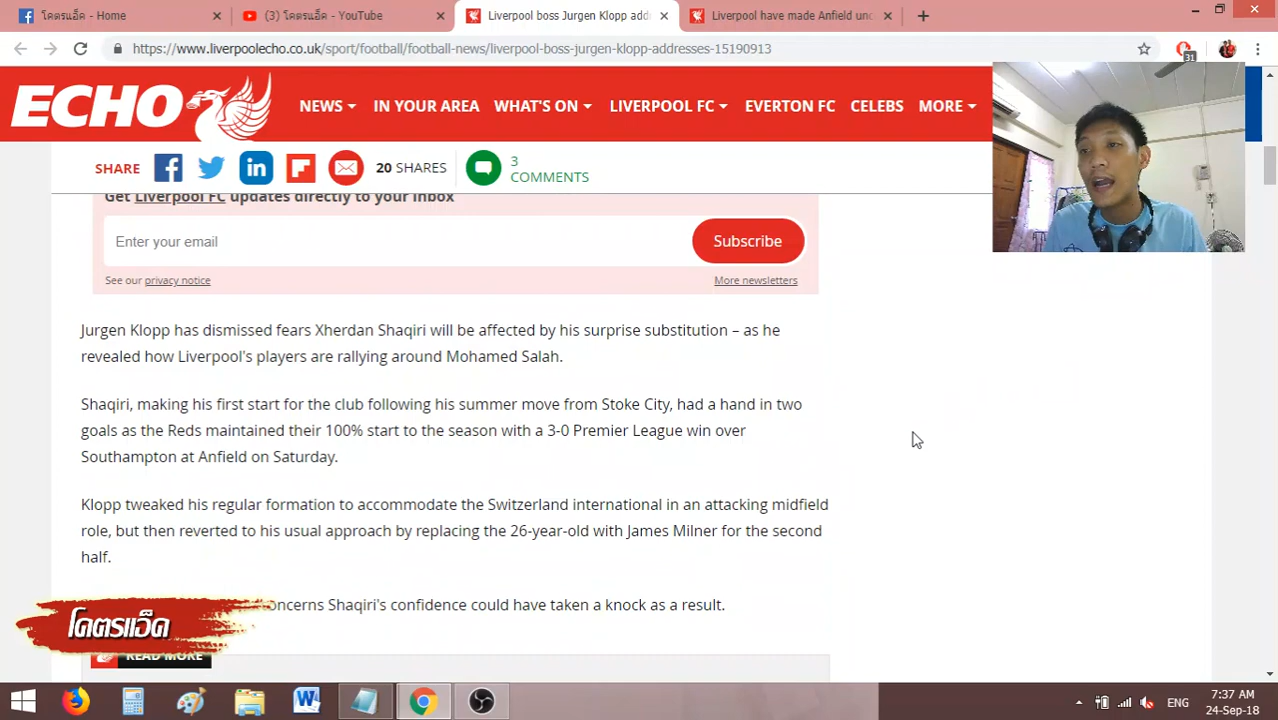 โคตรแอ็ด - Home
(3) โคตรแอ็ด - YouTube
Liverpool boss Jurgen Klopp add
Liverpool have made Anfield unc
https://www.liverpoolecho.co.uk/sport/football/football-news/liverpool-boss-jurgen-klopp-addresses-15190913
31
ECHO
NEWS
IN YOUR AREA
WHAT'S ON
LIVERPOOL FC
EVERTON FC
CELEBS
MORE
SHARE
20 SHARES
3
COMMENTS
Get Liverpool FC updates directly to your inbox
Enter your email
Subscribe
See our privacy notice
More newsletters
Jurgen Klopp has dismissed fears Xherdan Shaqiri will be affected by his surprise substitution – as he
revealed how Liverpool's players are rallying around Mohamed Salah.
Shaqiri, making his first start for the club following his summer move from Stoke City, had a hand in two
goals as the Reds maintained their 100% start to the season with a 3-0 Premier League win over
Southampton at Anfield on Saturday.
Klopp tweaked his regular formation to accommodate the Switzerland international in an attacking midfield
role, but then reverted to his usual approach by replacing the 26-year-old with James Milner for the second
half.
oncerns Shaqiri's confidence could have taken a knock as a result.
โคตรแอ็ด
READ MORE
ENG
7:37 AM
24-Sep-18